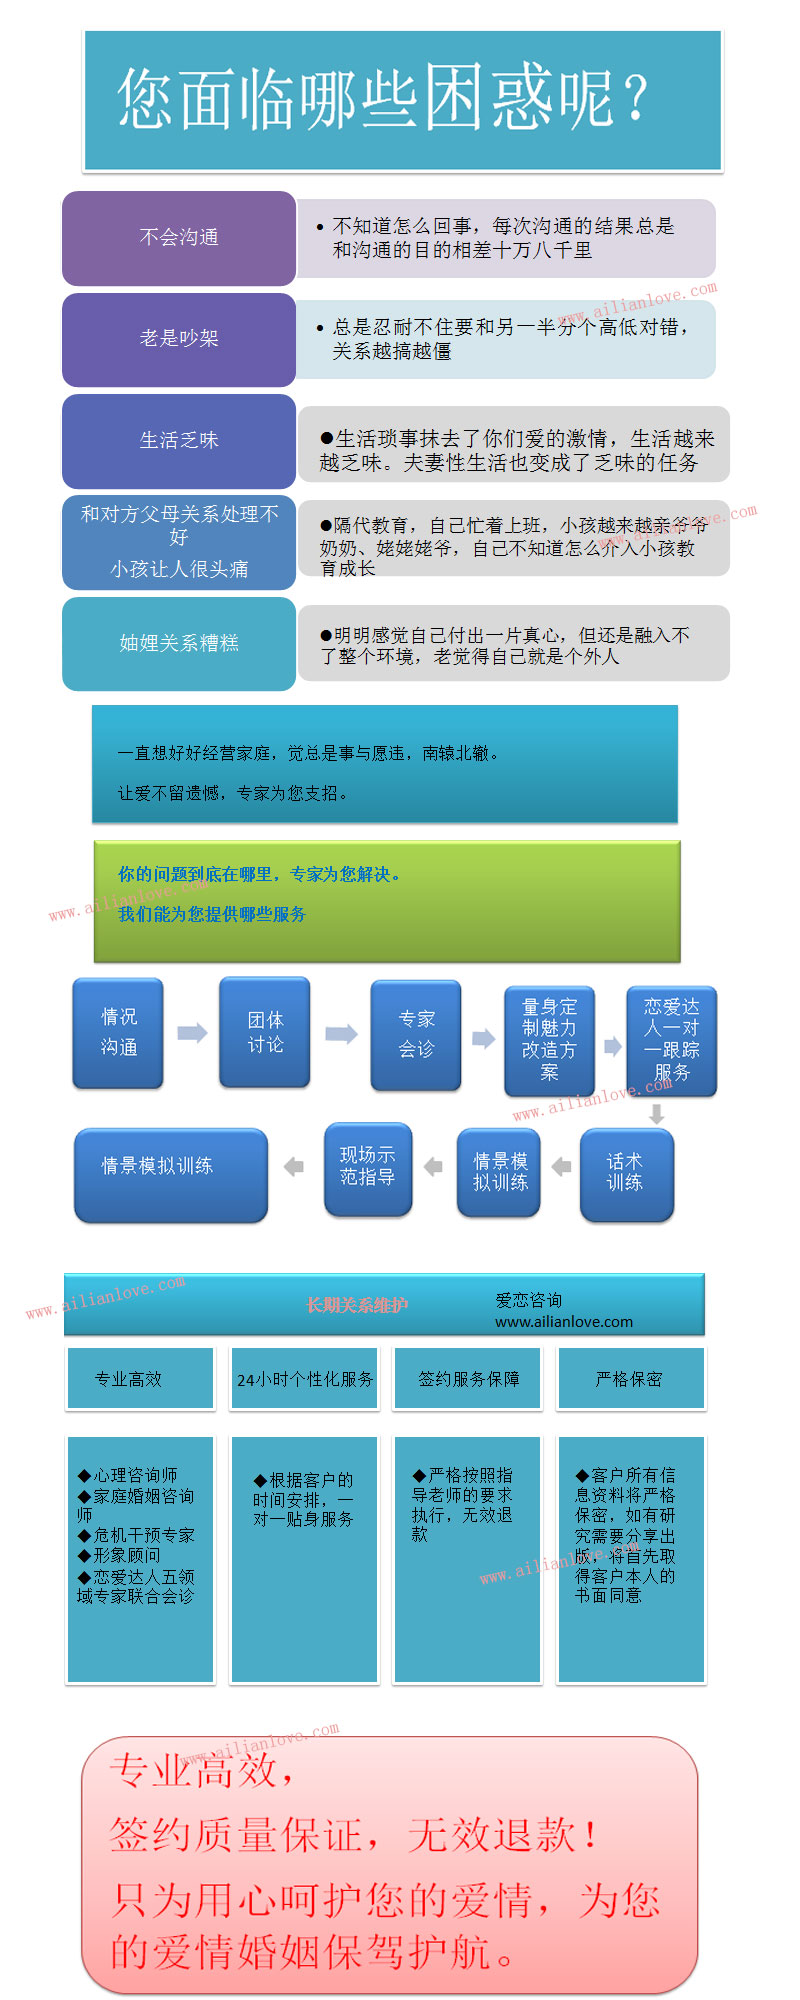 您面临哪些困惑呢？
不会沟通
• 不知道怎么回事，每次沟通的结果总是
和沟通的目的相差十万八千里
www.ailianlove.com
老是吵架
• 总是忍耐不住要和另一半分个高低对错，
关系越搞越僵
生活乏味
●生活琐事抹去了你们爱的激情，生活越来
越乏味。夫妻性生活也变成了乏味的任务
和对方父母关系处理不
好
小孩让人很头痛
●隔代教育，自己忙着上班，小孩越来越亲爷爷
奶奶、姥姥姥爷，自己不知道怎么介入小孩教
育成长
www.ailianlove.com
妯娌关系糟糕
●明明感觉自己付出一片真心，但还是融入不
了整个环境，老觉得自己就是个外人
一直想好好经营家庭，觉总是事与愿违，南辕北辙。
让爱不留遗憾，专家为您支招。
你的问题到底在哪里，专家为您解决。
www.ailianlove.com
我们能为您提供哪些服务
情况
沟通
团体
讨论
专家
会诊
量身定
制魅力
改造方
案
恋爱达
人一对
一跟踪
服务
www.ailianlove.com
话术
训练
情景模
拟训练
现场示
范指导
情景模拟训练
www.ailianlove.com
长期关系维护
爱恋咨询
www.ailianlove.com
专业高效
24小时个性化服务
签约服务保障
严格保密
◆心理咨询师
◆家庭婚姻咨询
师
◆危机干预专家
◆形象顾问
◆恋爱达人五领
域专家联合会诊
◆根据客户的
时间安排，一
对一贴身服务
◆严格按照指
导老师的要求
执行，无效退
款
◆客户所有信
息资料将严格
保密，如有研
究需要分享出
版，将首先取
得客户本人的
书面同意
www.ailianlove.com
www.ailianlove.com
专业高效，
签约质量保证，无效退款！
只为用心呵护您的爱情，为您
的爱情婚姻保驾护航。